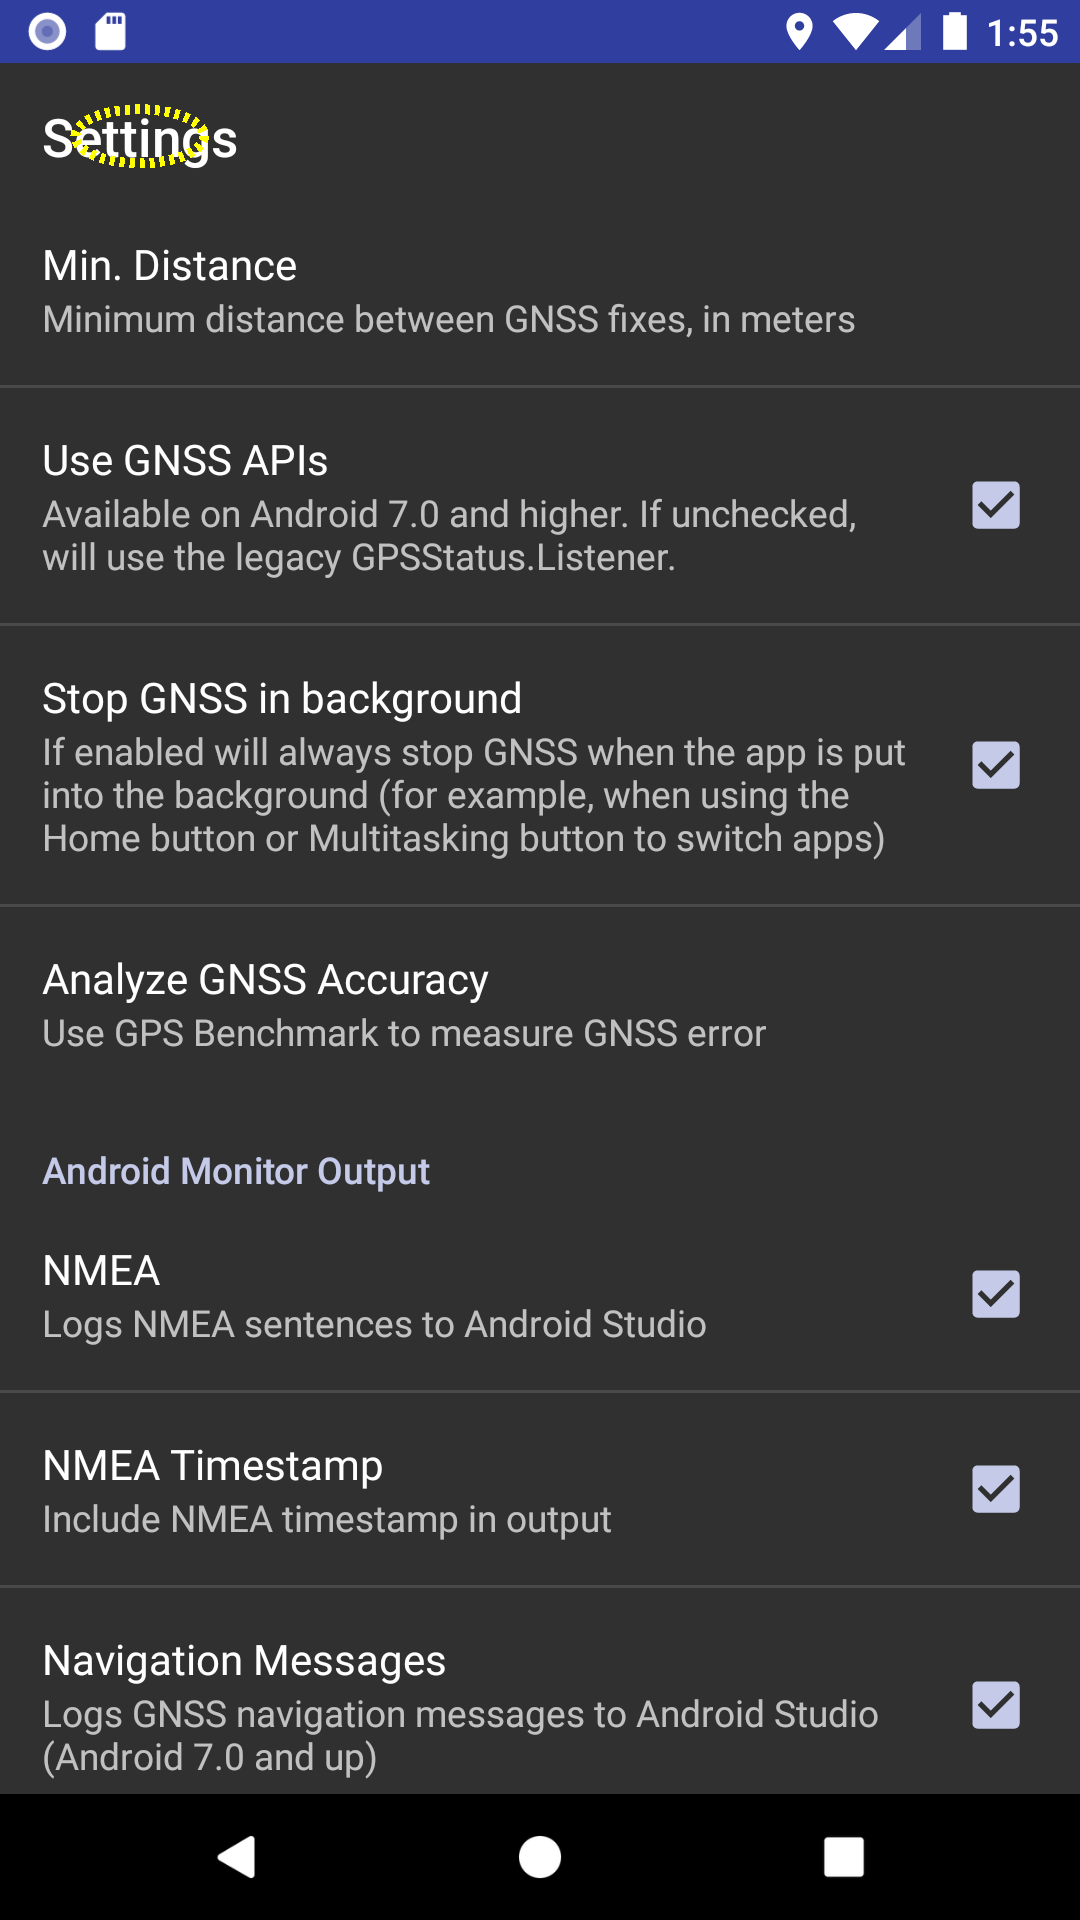 1:55
Settings
Min. Distance
Minimum distance between GNSS fixes, in meters
Use GNSS APIs
Available on Android 7.0 and higher. If unchecked,
will use the legacy GPSStatus.Listener.
Stop GNSS in background
If enabled will always stop GNSS when the app is put
into the background (for example, when using the
Home button or Multitasking button to switch apps)
Analyze GNSS Accuracy
Use GPS Benchmark to measure GNSS error
Android Monitor Output
NMEA
Logs NMEA sentences to Android Studio
NMEA Timestamp
Include NMEA timestamp in output
Navigation Messages
Logs GNSS navigation messages to Android Studio
(Android 7.0 and up)